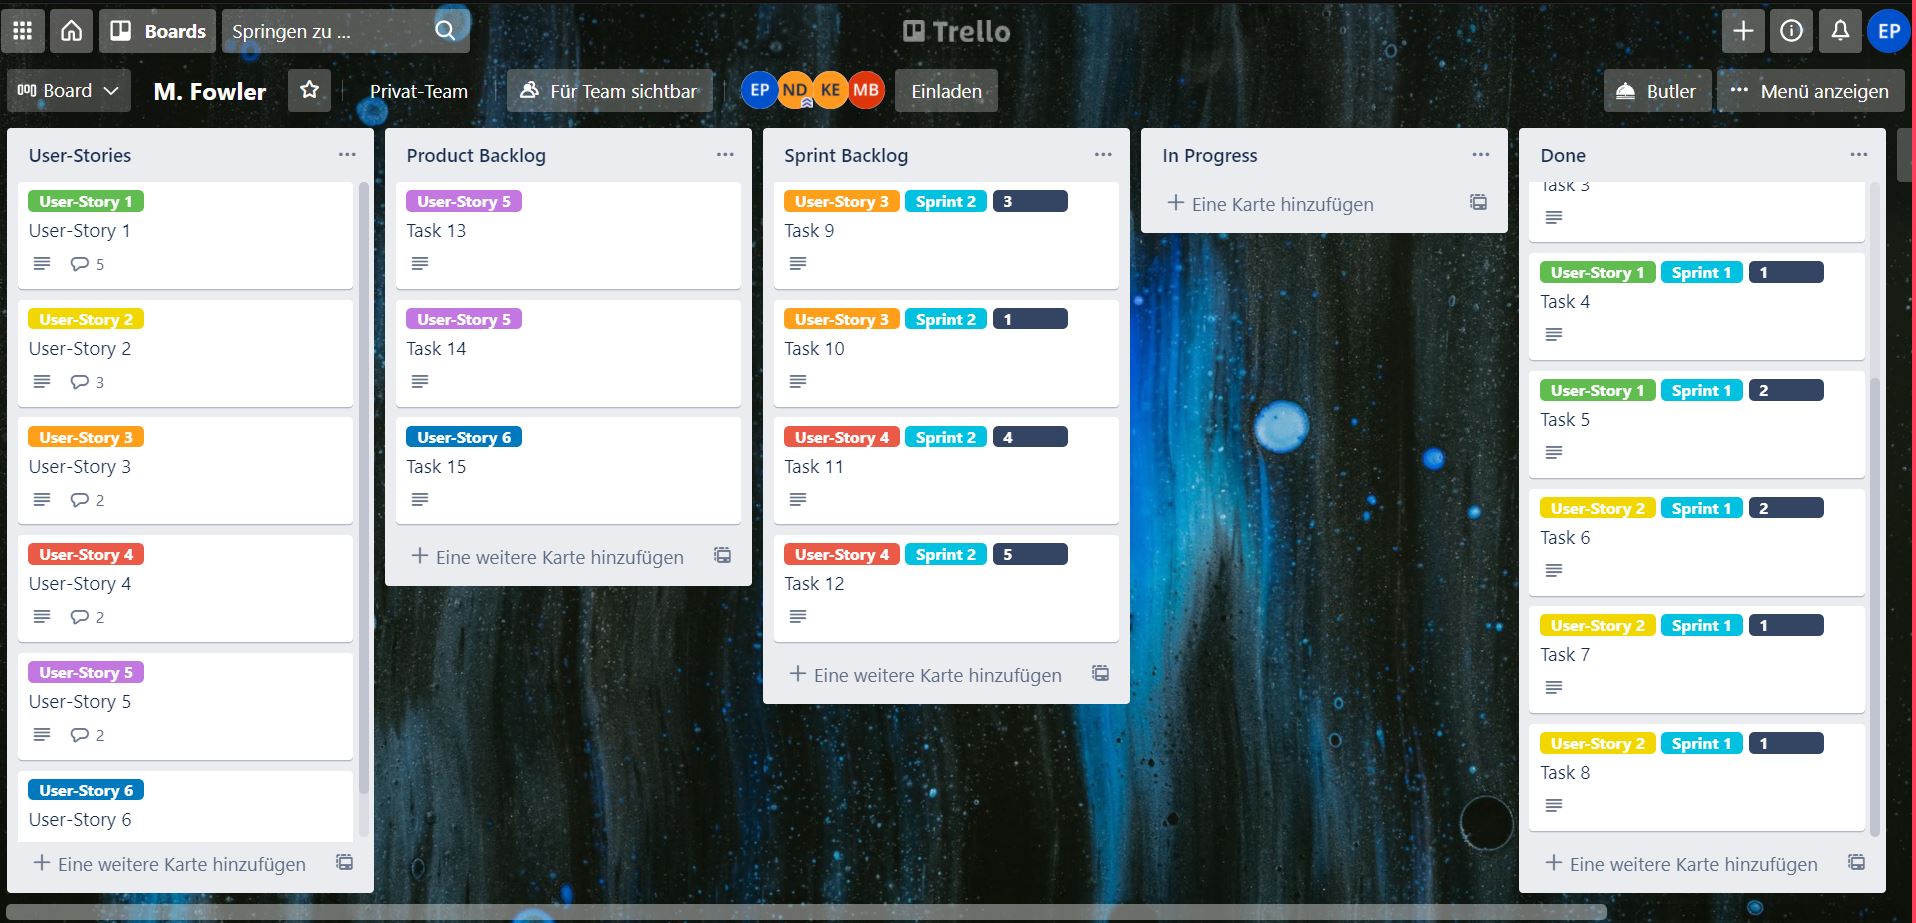 Boards
Springen zu ...
Trello
EP
Board
M. Fowler
Privat-Team
Für Team sichtbar
EP
ND
KE
MB
Einladen
Butler
Menü anzeigen
User-Stories
User-Story 1
User-Story 1
5
User-Story 2
User-Story 2
3
User-Story 3
User-Story 3
2
User-Story 4
User-Story 4
2
User-Story 5
User-Story 5
2
User-Story 6
User-Story 6
Eine weitere Karte hinzufügen
Product Backlog
User-Story 5
Task 13
User-Story 5
Task 14
User-Story 6
Task 15
Eine weitere Karte hinzufügen
Sprint Backlog
User-Story 3 Sprint 2 3
Task 9
User-Story 3 Sprint 2 1
Task 10
User-Story 4 Sprint 2 4
Task 11
User-Story 4 Sprint 2 5
Task 12
Eine weitere Karte hinzufügen
In Progress
Eine Karte hinzufügen
Done
Task 3
User-Story 1 Sprint 1 1
Task 4
User-Story 1 Sprint 1 2
Task 5
User-Story 2 Sprint 1 2
Task 6
User-Story 2 Sprint 1 1
Task 7
User-Story 2 Sprint 1 1
Task 8
Eine weitere Karte hinzufügen